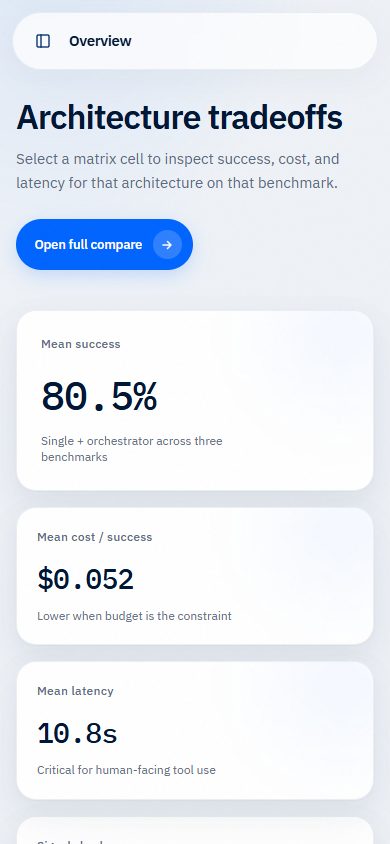 Overview
Architecture tradeoffs
Select a matrix cell to inspect success, cost, and
latency for that architecture on that benchmark.
Open full compare
Mean success
80.5%
Single + orchestrator across three
benchmarks
Mean cost / success
$0.052
Lower when budget is the constraint
Mean latency
10.8s
Critical for human-facing tool use